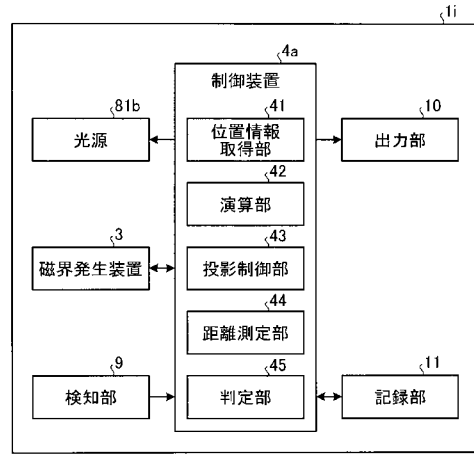 1i
4a
制御装置
81b
光源
41
位置情報
取得部
10
出力部
42
演算部
3
磁界発生装置
43
投影制御部
44
距離測定部
9
検知部
45
判定部
11
記録部